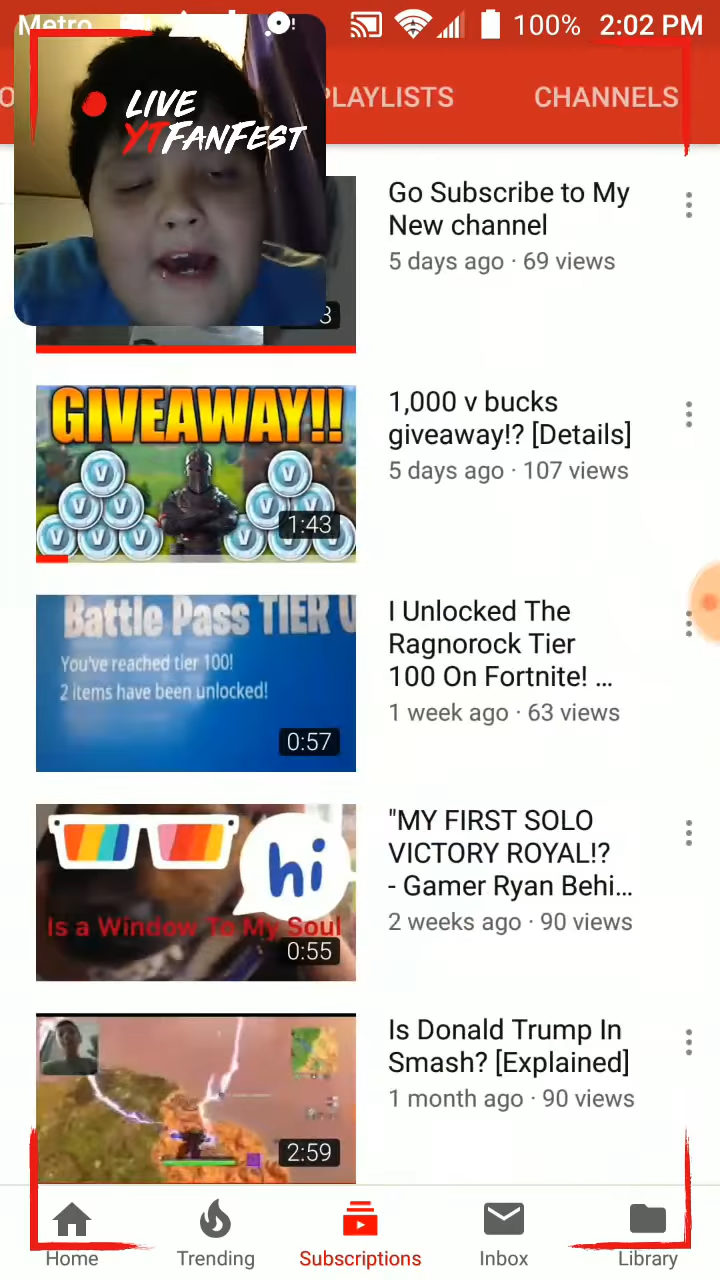 Metro
100%
2:02 PM
LIVE
YTFANFEST
PLAYLISTS
CHANNELS
Go Subscribe to My
New channel
5 days ago · 69 views
3
GIVEAWAY!!
1:43
1,000 v bucks
giveaway!? [Details]
5 days ago · 107 views
Battle Pass TIER U
You've reached tier 100!
2 items have been unlocked!
0:57
I Unlocked The
Ragnorock Tier
100 On Fortnite! ...
1 week ago · 63 views
hi
Is a Window To My Soul
0:55
"MY FIRST SOLO
VICTORY ROYAL!?
- Gamer Ryan Behi...
2 weeks ago · 90 views
2:59
Is Donald Trump In
Smash? [Explained]
1 month ago · 90 views
Home
Trending
Subscriptions
Inbox
Library